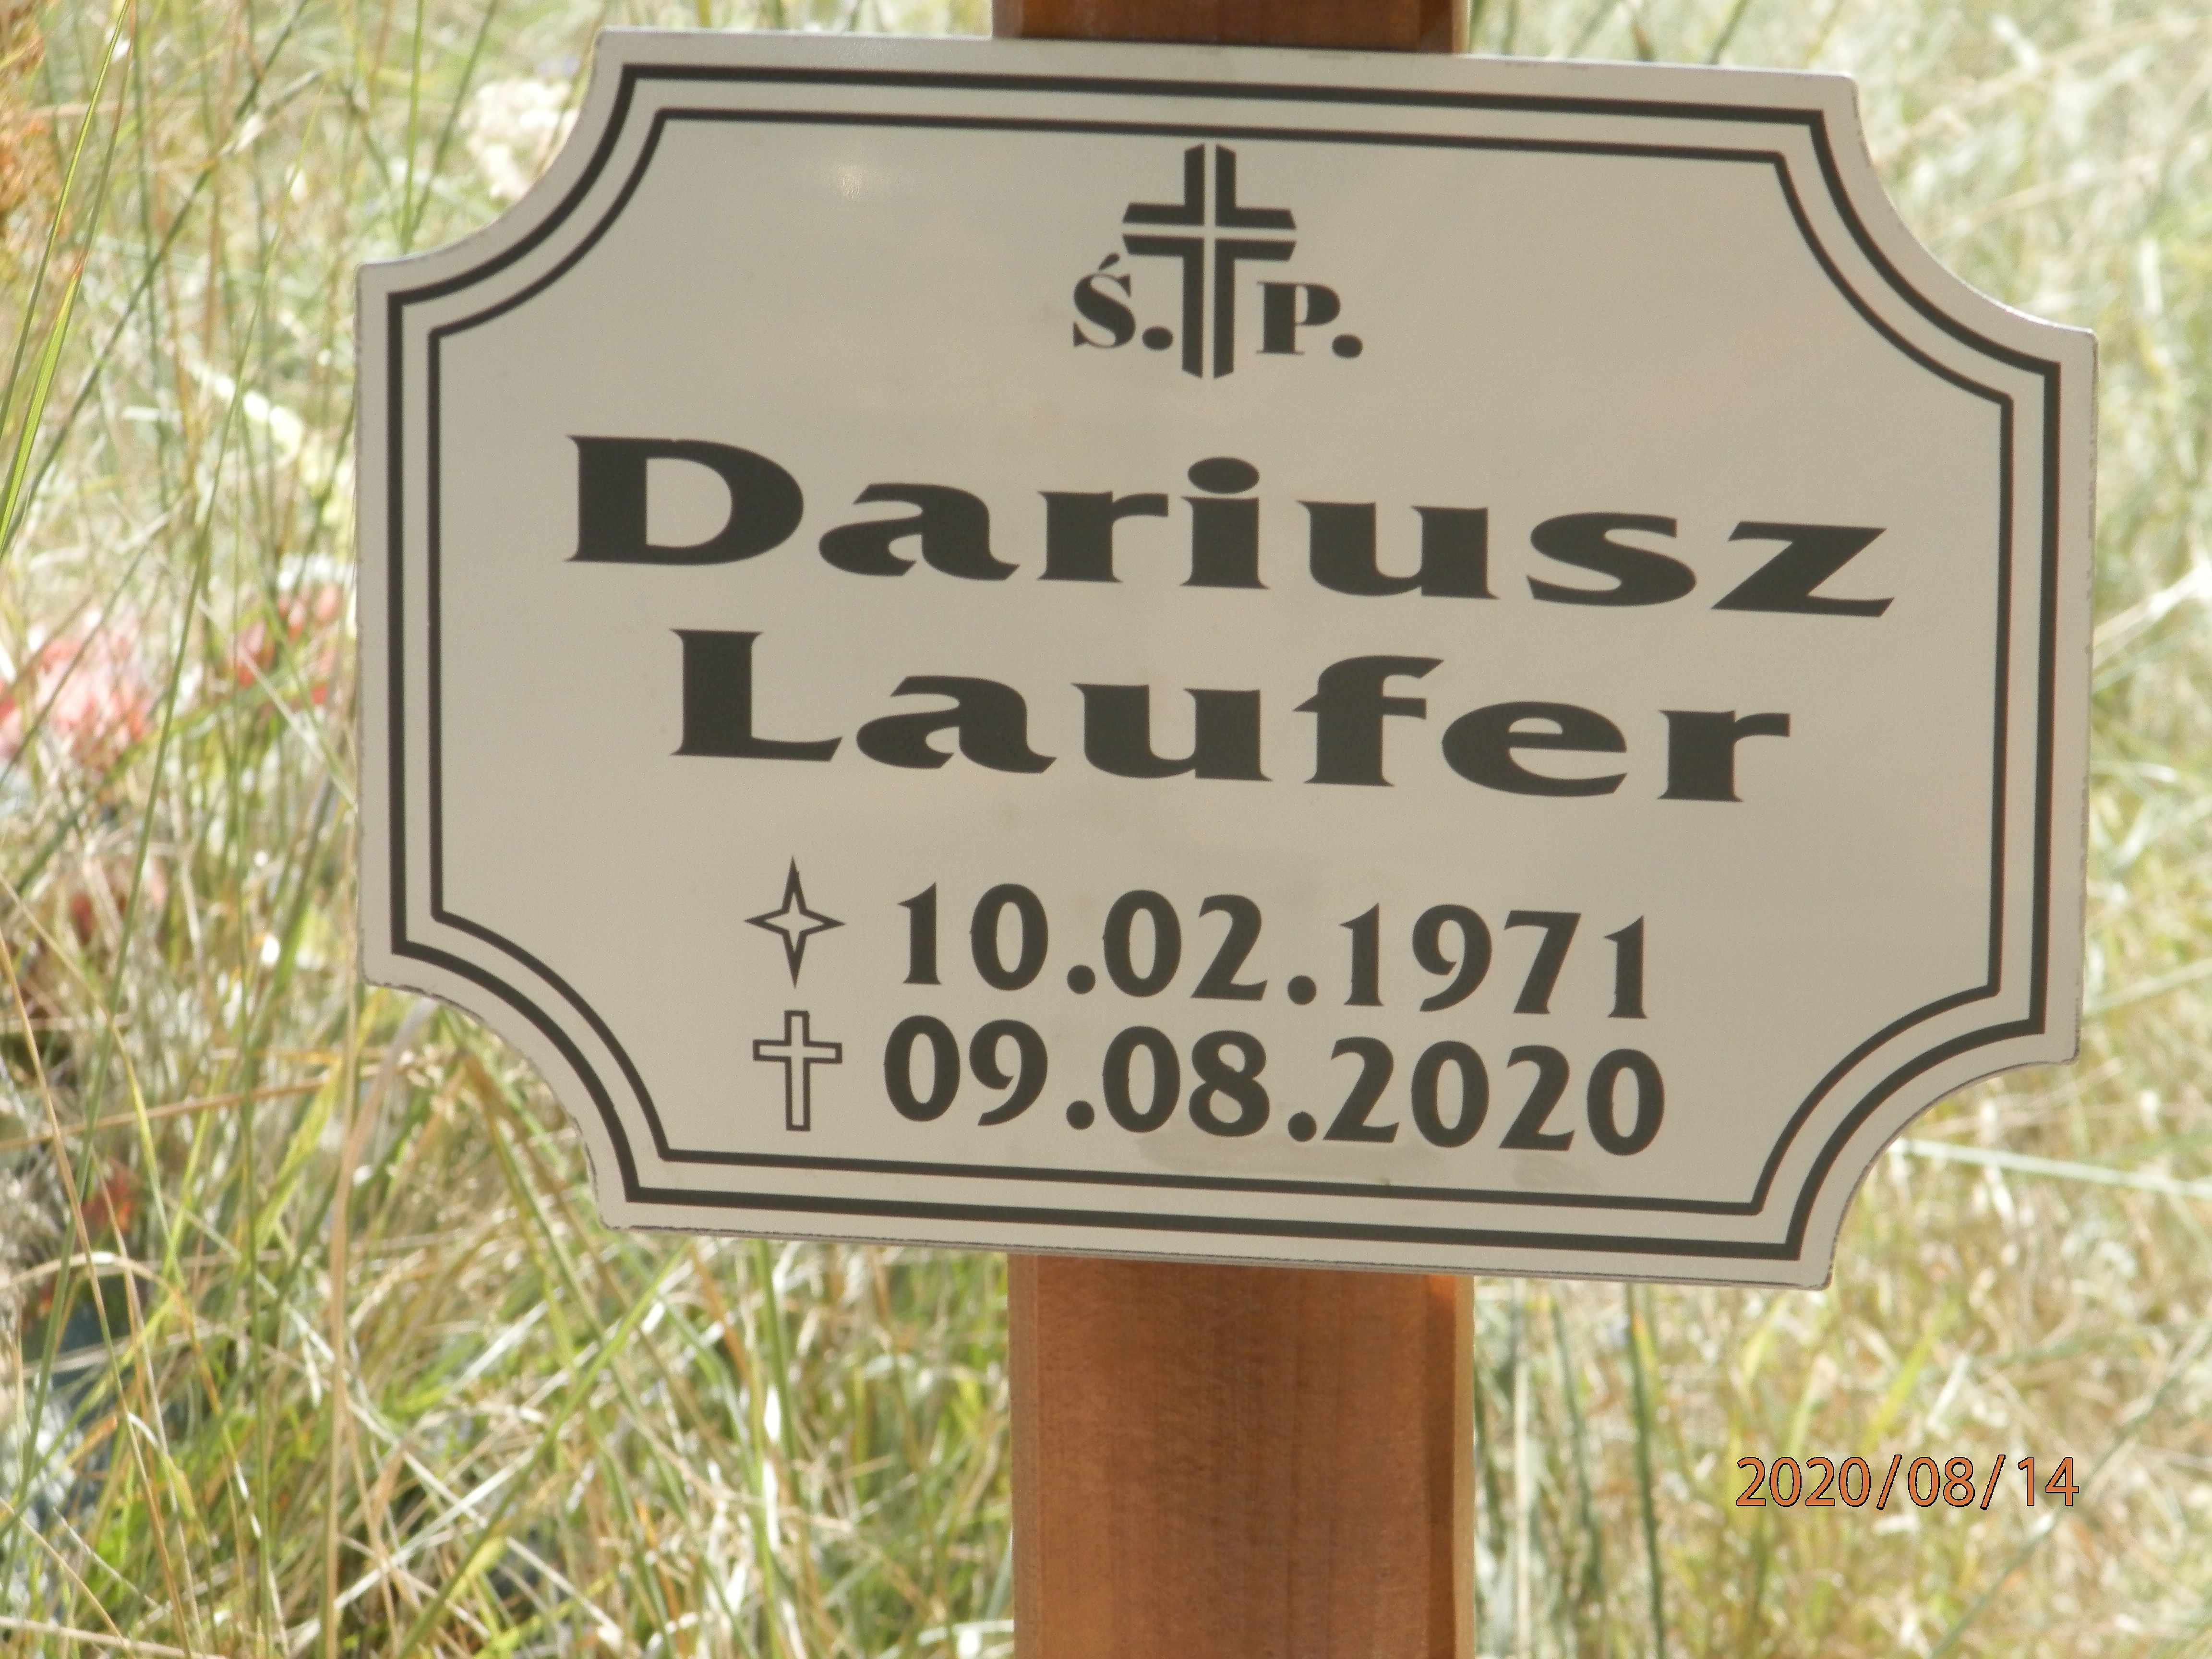 Ś. P.
Dariusz
Laufer
10.02.1971
09.08.2020
2020/08/14